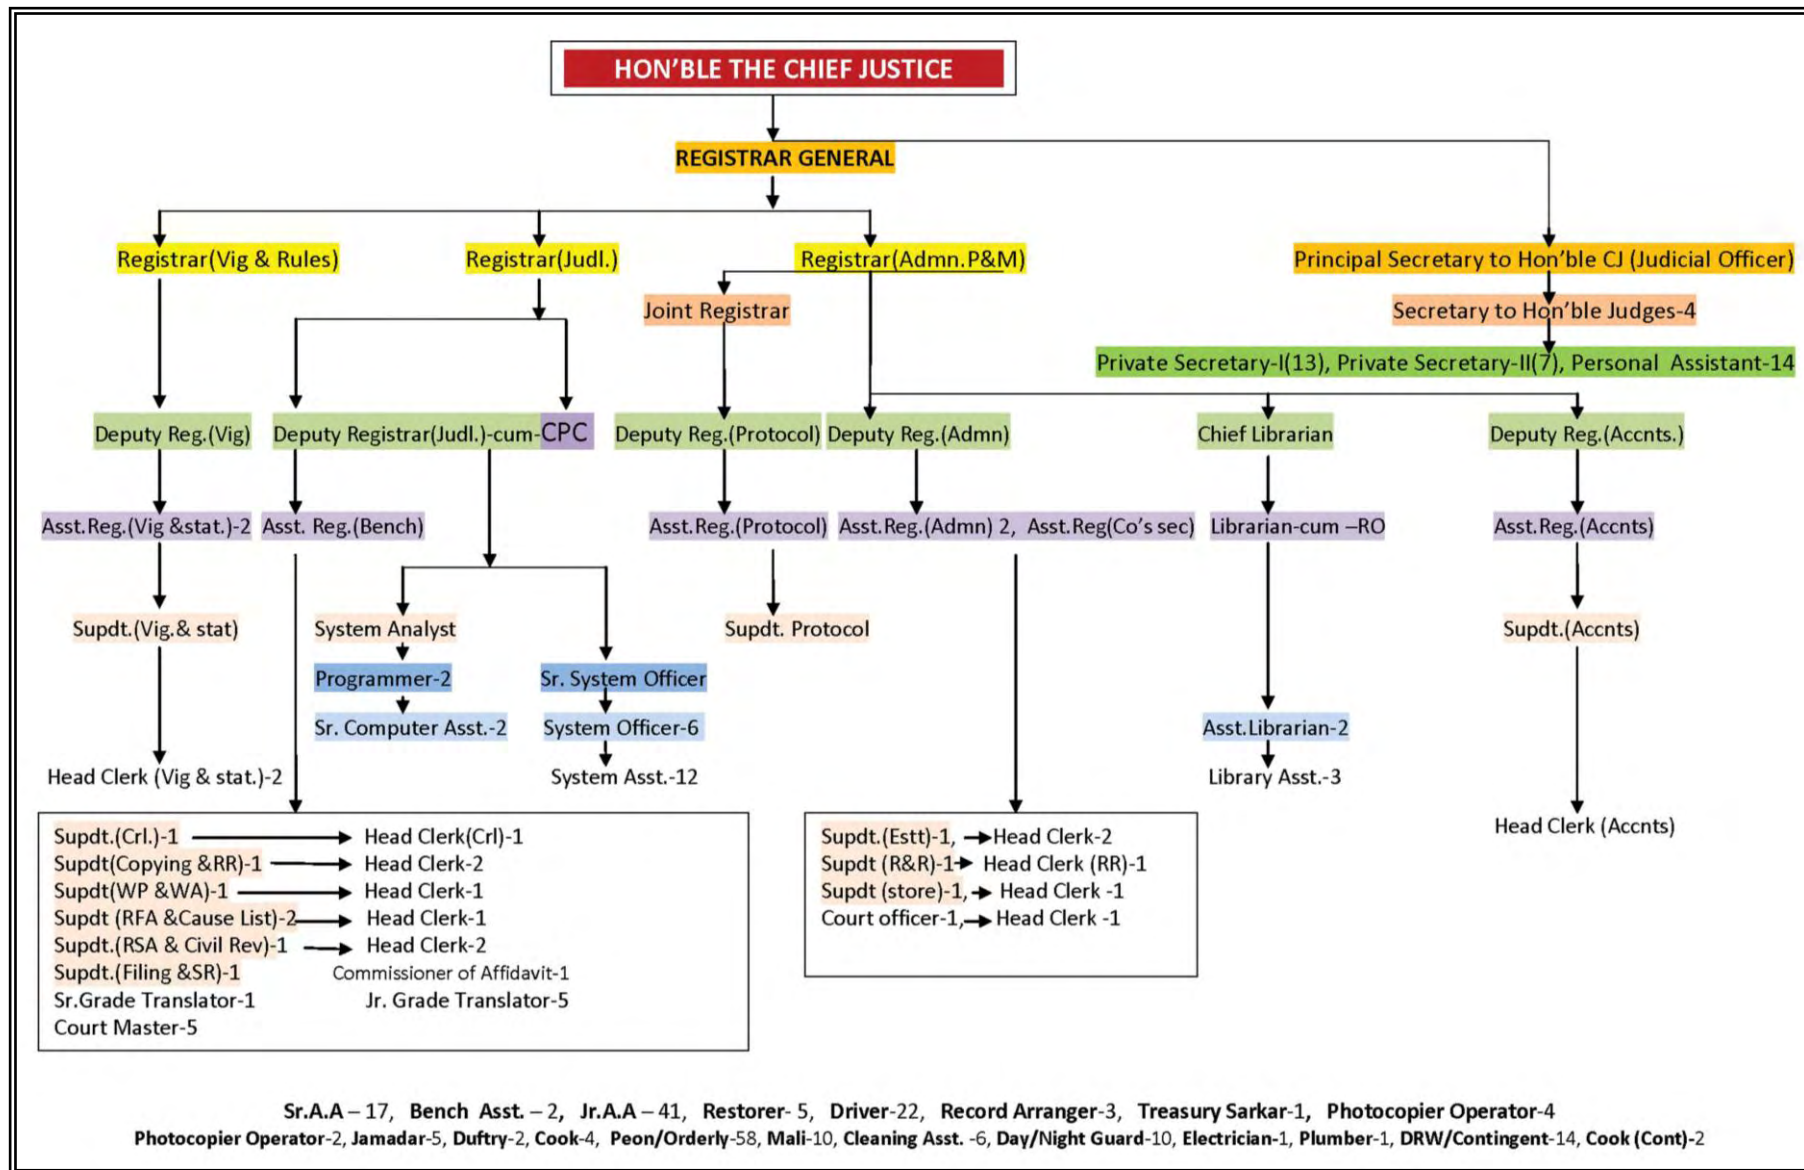 HON'BLE THE CHIEF JUSTICE
REGISTRAR GENERAL
Registrar(Vig & Rules) Registrar(Judl.) Registrar(Admn.P&M) Principal Secretary to Hon'ble CJ (Judicial Officer)
Joint Registrar Secretary to Hon'ble Judges-4
Private Secretary-I(13), Private Secretary-II(7), Personal Assistant-14
Deputy Reg.(Vig) Deputy Registrar(Judl.)-cum-CPC Deputy Reg.(Protocol) Deputy Reg.(Admn) Chief Librarian Deputy Reg.(Accnts.)
Asst.Reg.(Vig &stat.)-2 Asst. Reg.(Bench) Asst.Reg.(Protocol) Asst.Reg.(Admn) 2, Asst.Reg(Co's sec) Librarian-cum –RO Asst.Reg.(Accnts)
Supdt.(Vig.& stat) System Analyst Supdt. Protocol Supdt.(Accnts)
Programmer-2 Sr. System Officer
Sr. Computer Asst.-2 System Officer-6 Asst.Librarian-2
Head Clerk (Vig & stat.)-2 System Asst.-12 Library Asst.-3
Head Clerk (Accnts)
Supdt.(Crl.)-1 Head Clerk(Crl)-1
Supdt(Copying &RR)-1 Head Clerk-2
Supdt(WP &WA)-1 Head Clerk-1
Supdt (RFA &Cause List)-2 Head Clerk-1
Supdt.(RSA & Civil Rev)-1 Head Clerk-2
Supdt.(Filing &SR)-1 Commissioner of Affidavit-1
Sr.Grade Translator-1 Jr. Grade Translator-5
Court Master-5
Supdt.(Estt)-1, Head Clerk-2
Supdt (R&R)-1 Head Clerk (RR)-1
Supdt (store)-1, Head Clerk -1
Court officer-1, Head Clerk -1
Sr.A.A – 17, Bench Asst. – 2, Jr.A.A – 41, Restorer- 5, Driver-22, Record Arranger-3, Treasury Sarkar-1, Photocopier Operator-4
Photocopier Operator-2, Jamadar-5, Duftry-2, Cook-4, Peon/Orderly-58, Mali-10, Cleaning Asst. -6, Day/Night Guard-10, Electrician-1, Plumber-1, DRW/Contingent-14, Cook (Cont)-2